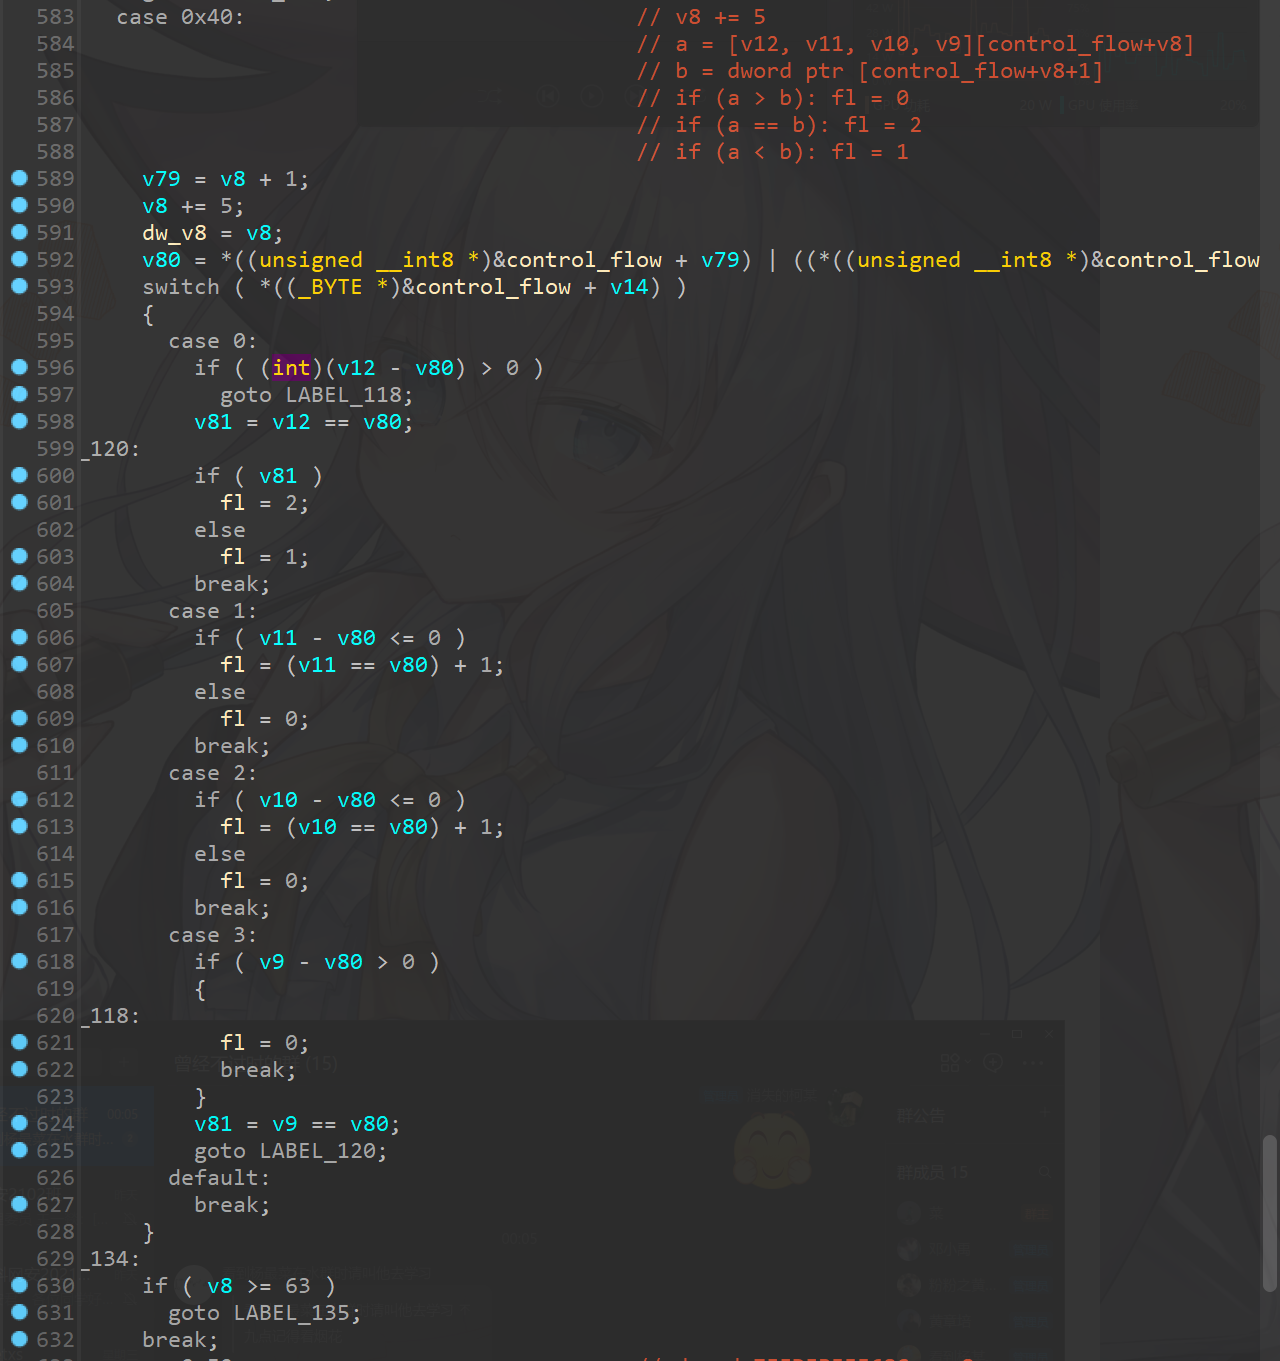 583 case 0x40: // v8 += 5
584 // a = [v12, v11, v10, v9][control_flow+v8]
585 // b = dword ptr [control_flow+v8+1]
586 // if (a > b): fl = 0
587 // if (a == b): fl = 2
588 // if (a < b): fl = 1
589 v79 = v8 + 1;
590 v8 += 5;
591 dw_v8 = v8;
592 v80 = *((unsigned __int8 *)&control_flow + v79) | ((*((unsigned __int8 *)&control_flow
593 switch ( *((_BYTE *)&control_flow + v14) )
594 {
595 case 0:
596 if ( (int)(v12 - v80) > 0 )
597 goto LABEL_118;
598 v81 = v12 == v80;
599 _120:
600 if ( v81 )
601 fl = 2;
602 else
603 fl = 1;
604 break;
605 case 1:
606 if ( v11 - v80 <= 0 )
607 fl = (v11 == v80) + 1;
608 else
609 fl = 0;
610 break;
611 case 2:
612 if ( v10 - v80 <= 0 )
613 fl = (v10 == v80) + 1;
614 else
615 fl = 0;
616 break;
617 case 3:
618 if ( v9 - v80 > 0 )
619 {
620 _118:
621 fl = 0;
622 break;
623 }
624 v81 = v9 == v80;
625 goto LABEL_120;
626 default:
627 break;
628 }
629 _134:
630 if ( v8 >= 63 )
631 goto LABEL_135;
632 break;
群公告
群成员 15